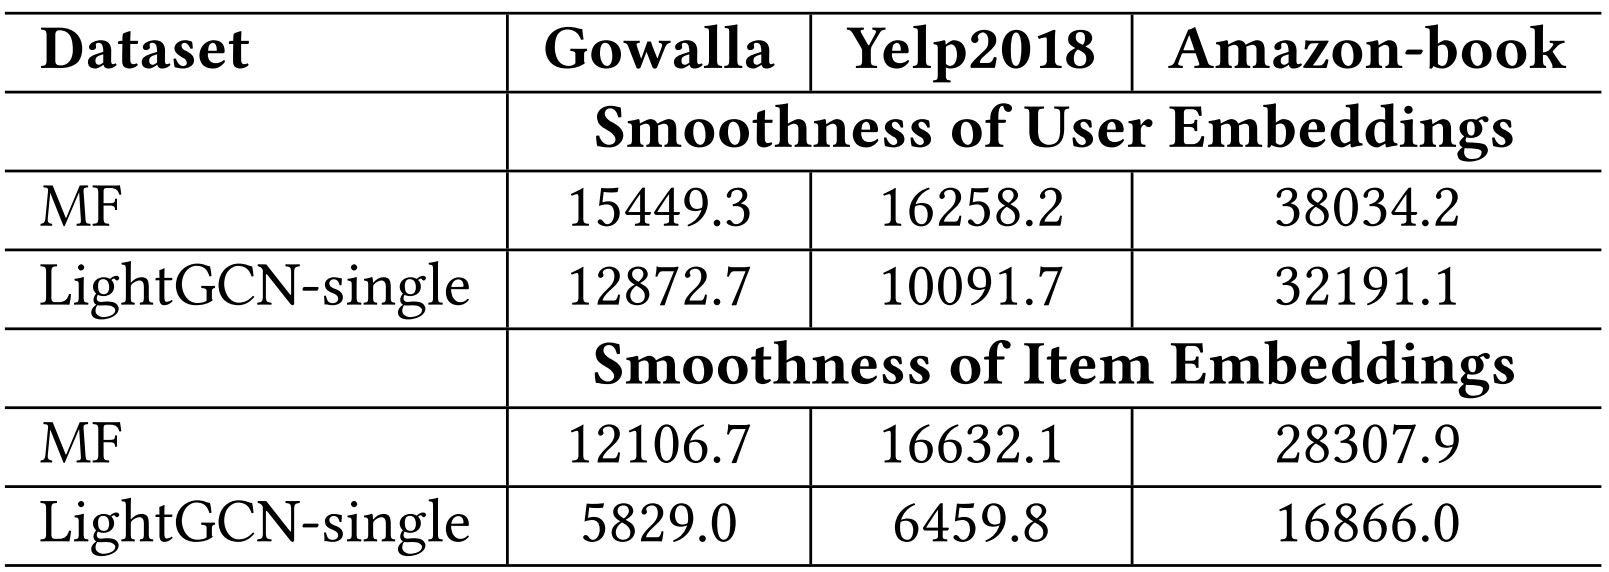 Dataset Gowalla Yelp2018 Amazon-book
Smoothness of User Embeddings
MF 15449.3 16258.2 38034.2
LightGCN-single 12872.7 10091.7 32191.1
Smoothness of Item Embeddings
MF 12106.7 16632.1 28307.9
LightGCN-single 5829.0 6459.8 16866.0